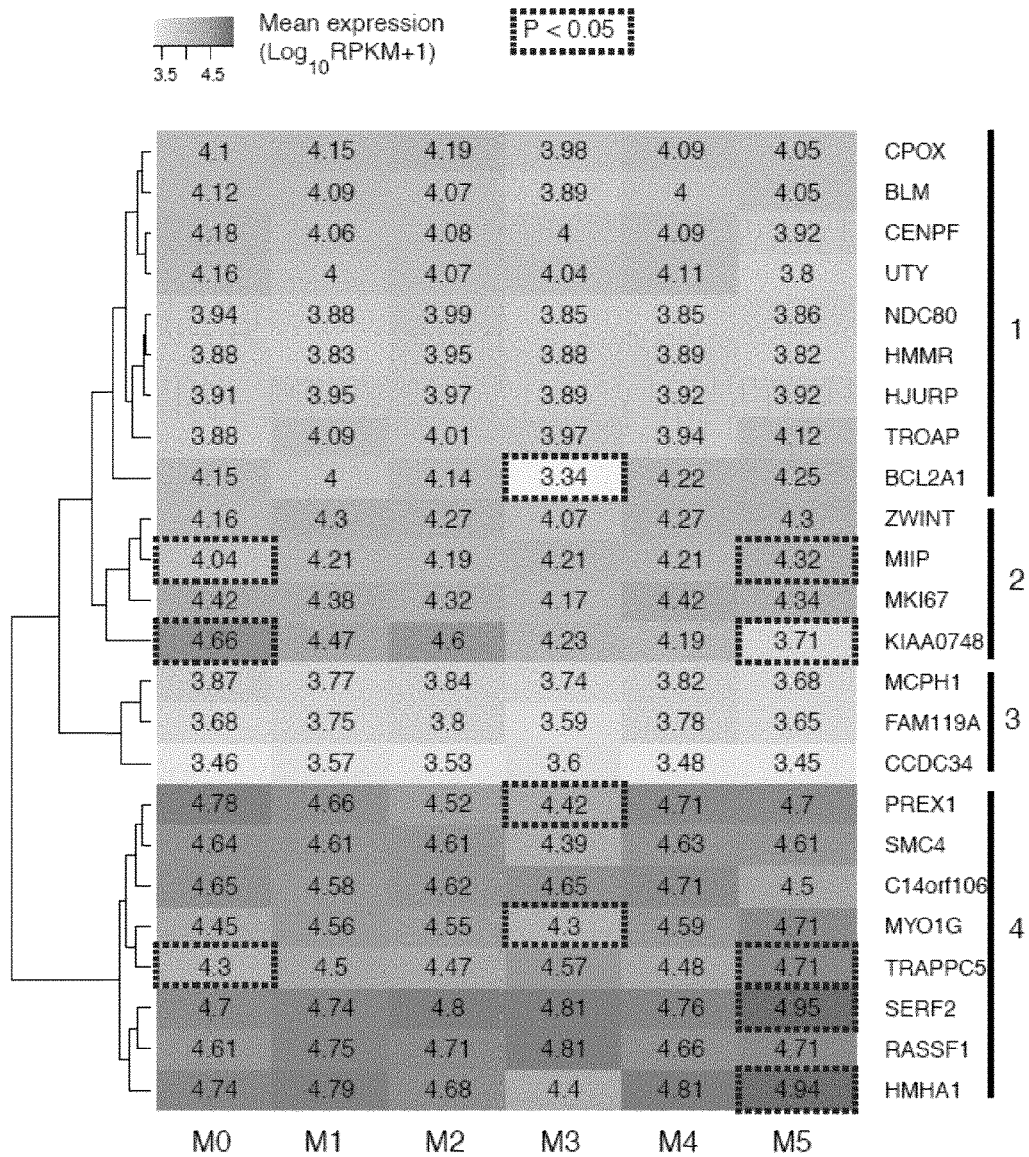 Mean expression
(Log10RPKM+1)
P < 0.05
3.5 4.5
4.1 4.15 4.19 3.98 4.09 4.05 CPOX
4.12 4.09 4.07 3.89 4 4.05 BLM
4.18 4.06 4.08 4 4.09 3.92 CENPF
4.16 4 4.07 4.04 4.11 3.8 UTY
3.94 3.88 3.99 3.85 3.85 3.86 NDC80
1
3.88 3.83 3.95 3.88 3.89 3.82 HMMR
3.91 3.95 3.97 3.89 3.92 3.92 HJURP
3.88 4.09 4.01 3.97 3.94 4.12 TROAP
4.15 4 4.14 3.34 4.22 4.25 BCL2A1
4.16 4.3 4.27 4.07 4.27 4.3 ZWINT
4.04 4.21 4.19 4.21 4.21 4.32 MIIP
2
4.42 4.38 4.32 4.17 4.42 4.34 MKI67
4.66 4.47 4.6 4.23 4.19 3.71 KIAA0748
3.87 3.77 3.84 3.74 3.82 3.68 MCPH1
3.68 3.75 3.8 3.59 3.78 3.65 FAM119A
3
3.46 3.57 3.53 3.6 3.48 3.45 CCDC34
4.78 4.66 4.52 4.42 4.71 4.7 PREX1
4.64 4.61 4.61 4.39 4.63 4.61 SMC4
4.65 4.58 4.62 4.65 4.71 4.5 C14orf106
4.45 4.56 4.55 4.3 4.59 4.71 MYO1G
4
4.3 4.5 4.47 4.57 4.48 4.71 TRAPPC5
4.7 4.74 4.8 4.81 4.76 4.95 SERF2
4.61 4.75 4.71 4.81 4.66 4.71 RASSF1
4.74 4.79 4.68 4.4 4.81 4.94 HMHA1
M0 M1 M2 M3 M4 M5